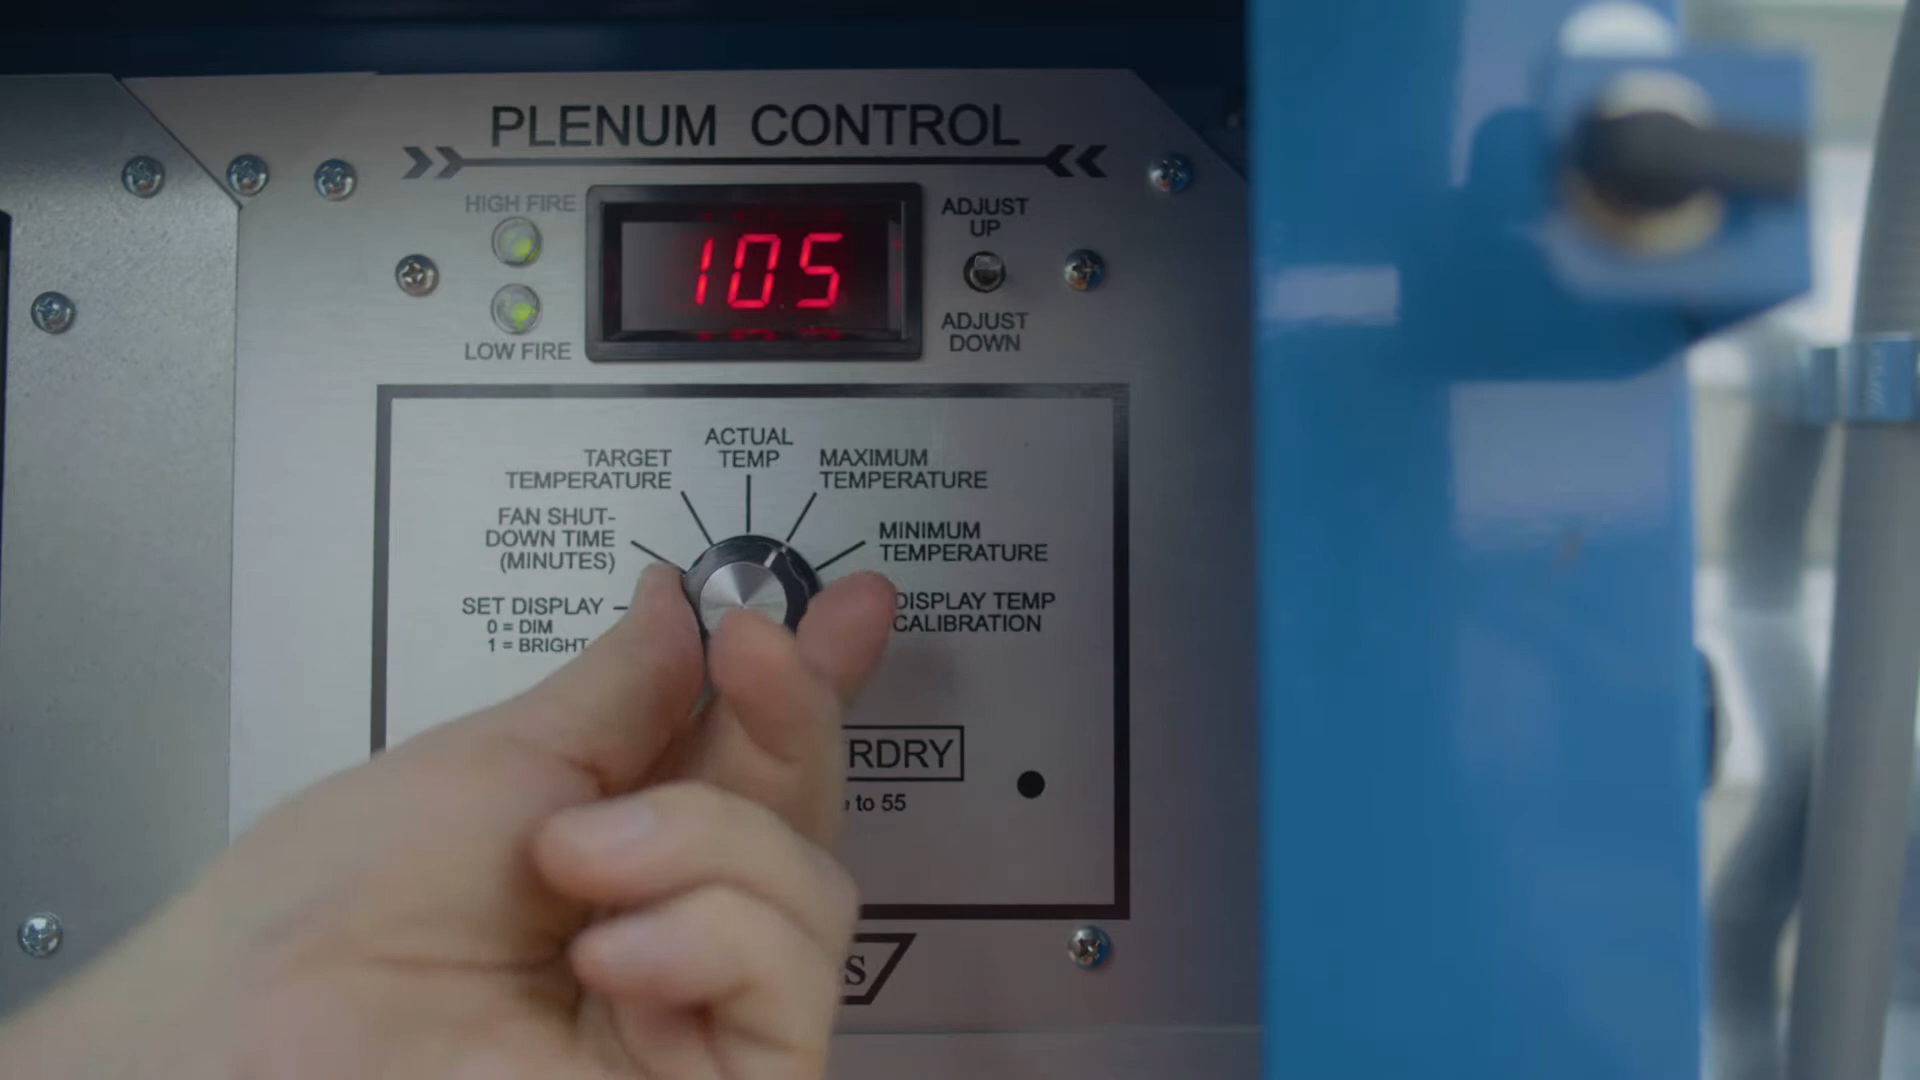 PLENUM CONTROL
HIGH FIRE
LOW FIRE
105
ADJUST
UP
ADJUST
DOWN
ACTUAL
TEMP
TARGET
TEMPERATURE
MAXIMUM
TEMPERATURE
FAN SHUT-
DOWN TIME
(MINUTES)
MINIMUM
TEMPERATURE
SET DISPLAY
0 = DIM
1 = BRIGHT
DISPLAY TEMP
CALIBRATION
RDRY
to 55
S